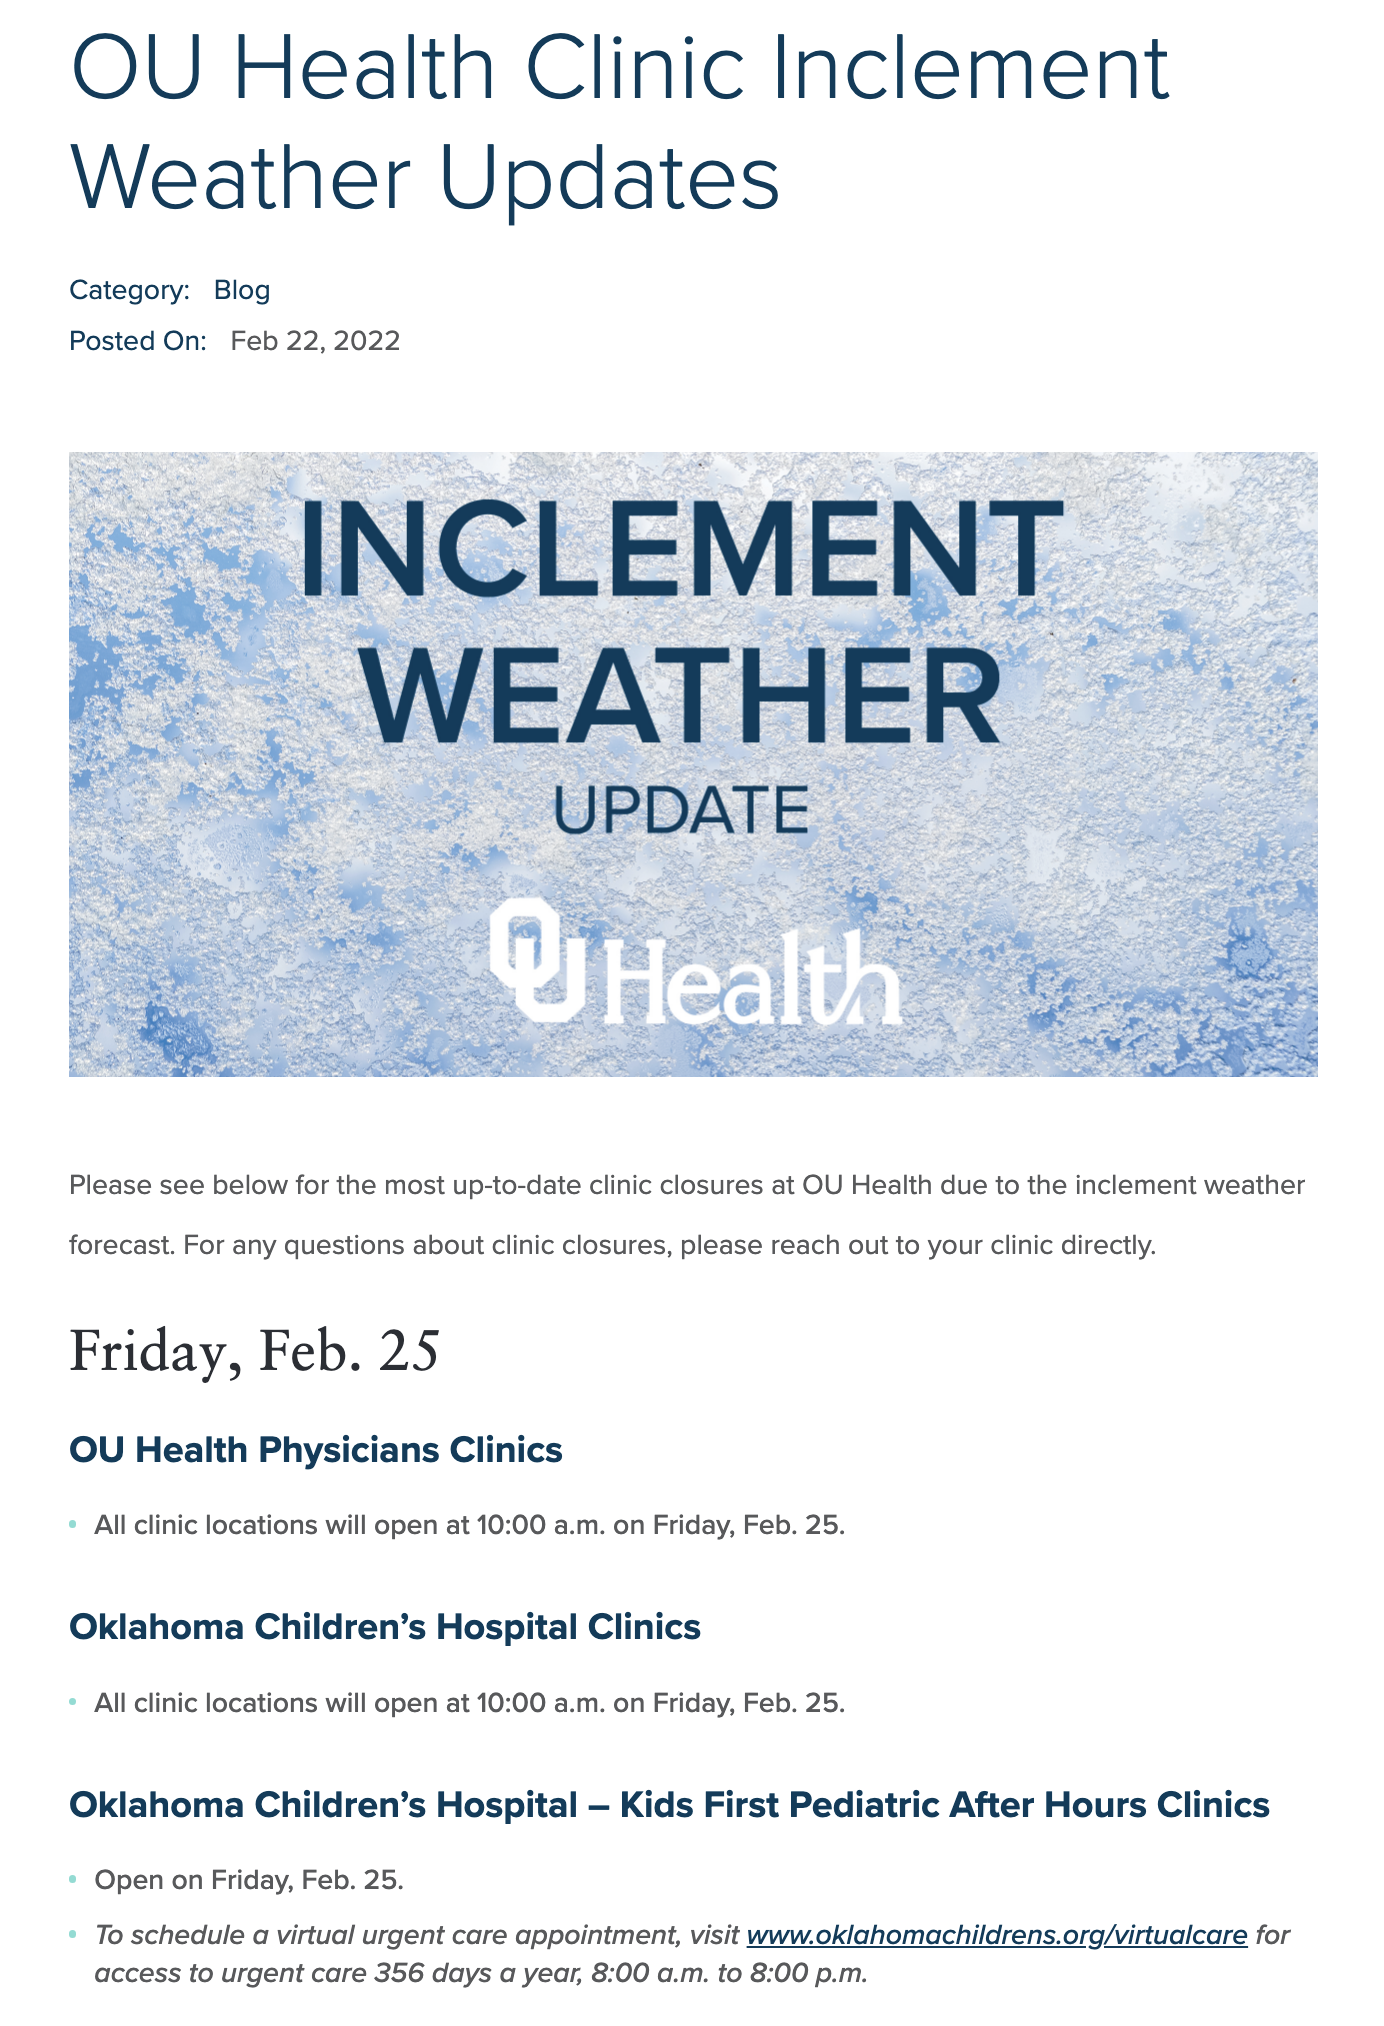 OU Health Clinic Inclement
Weather Updates
Category: Blog
Posted On: Feb 22, 2022
INCLEMENT
WEATHER
UPDATE
OU Health
Please see below for the most up-to-date clinic closures at OU Health due to the inclement weather
forecast. For any questions about clinic closures, please reach out to your clinic directly.
Friday, Feb. 25
OU Health Physicians Clinics
• All clinic locations will open at 10:00 a.m. on Friday, Feb. 25.
Oklahoma Children’s Hospital Clinics
• All clinic locations will open at 10:00 a.m. on Friday, Feb. 25.
Oklahoma Children’s Hospital – Kids First Pediatric After Hours Clinics
• Open on Friday, Feb. 25.
• To schedule a virtual urgent care appointment, visit www.oklahomachildrens.org/virtualcare for
access to urgent care 356 days a year, 8:00 a.m. to 8:00 p.m.